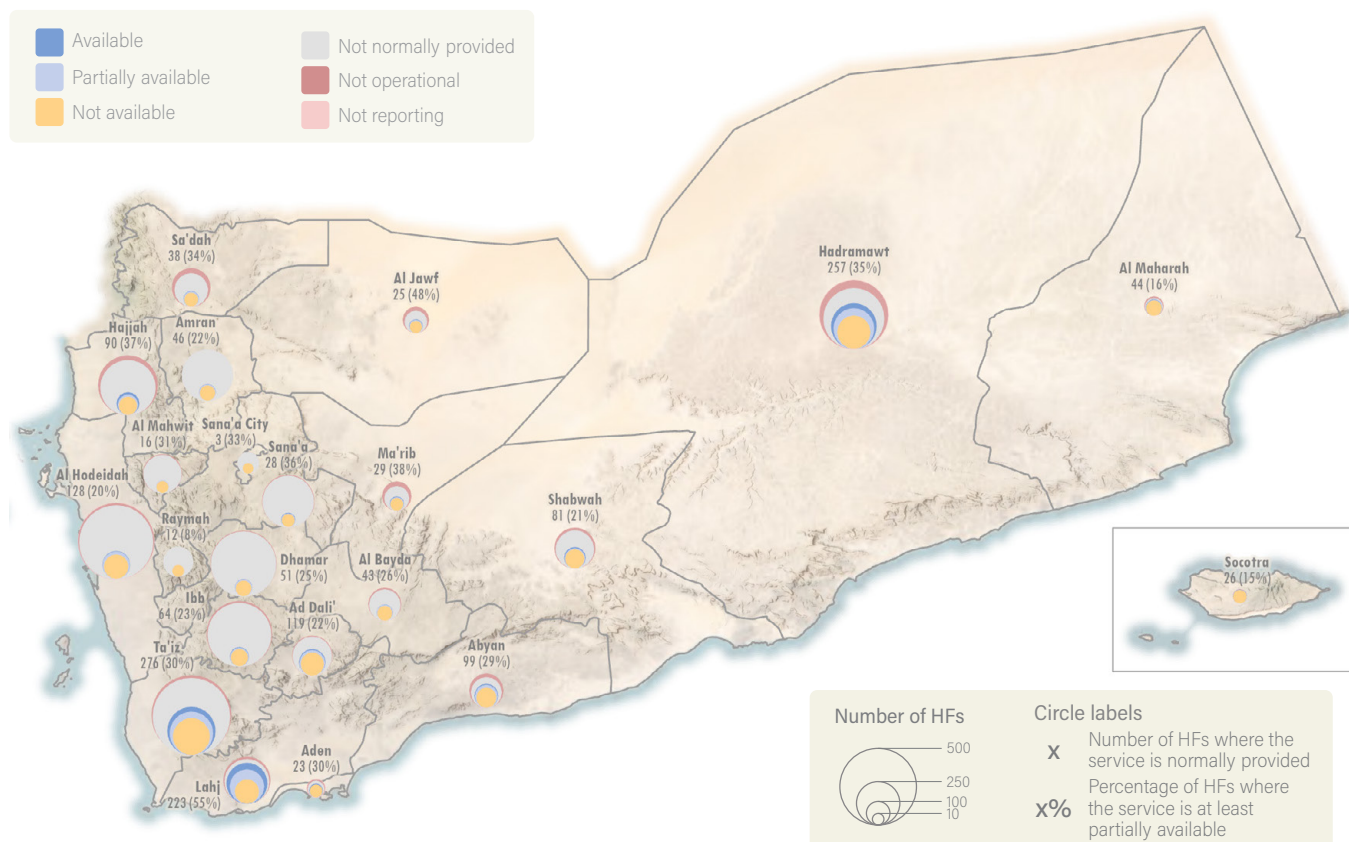 Available
Partially available
Not available
Not normally provided
Not operational
Not reporting
Sa'dah
38 (34%)
Al Jawf
25 (48%)
Hadramawt
257 (35%)
Al Maharah
44 (16%)
Hajjah
90 (37%)
Amran
46 (22%)
Al Mahwit
16 (31%)
Sana'a City
3 (33%)
Sana'a
28 (36%)
Ma'rib
29 (38%)
Al Hodeidah
128 (20%)
Shabwah
81 (21%)
Raymah
12 (8%)
Dhamar
51 (25%)
Al Bayda
43 (26%)
Socotra
26 (15%)
Ibb
64 (23%)
Ad Dali'
119 (22%)
Ta'iz
276 (30%)
Abyan
99 (29%)
Aden
23 (30%)
Lahj
223 (55%)
Number of HFs
500
250
100
10
Circle labels
x
Number of HFs where the
service is normally provided
x%
Percentage of HFs where
the service is at least
partially available